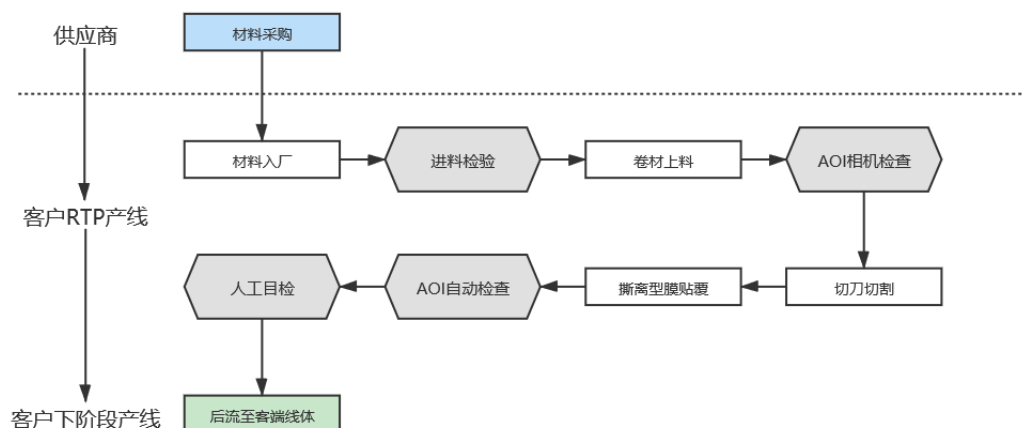 供应商
材料采购
材料入厂
进料检验
卷材上料
AOI相机检查
客户RTP产线
人工目检
AOI自动检查
撕离型膜贴覆
切刀切割
客户下阶段产线
后流至客端线体